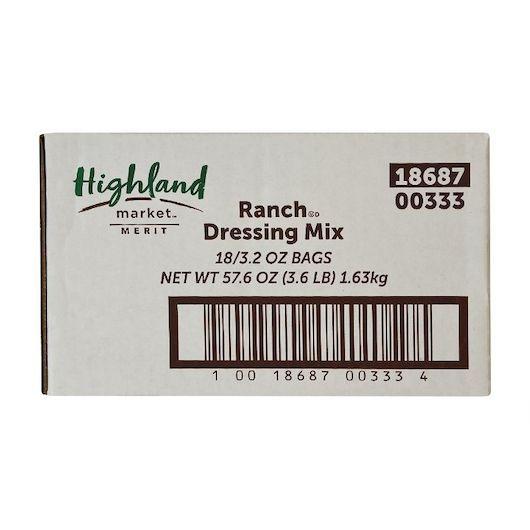 Highland
market™
MERIT
Ranch
Dressing Mix
18/3.2 OZ BAGS
NET WT 57.6 OZ (3.6 LB) 1.63kg
18687
00333
1 00 18687 00333 4